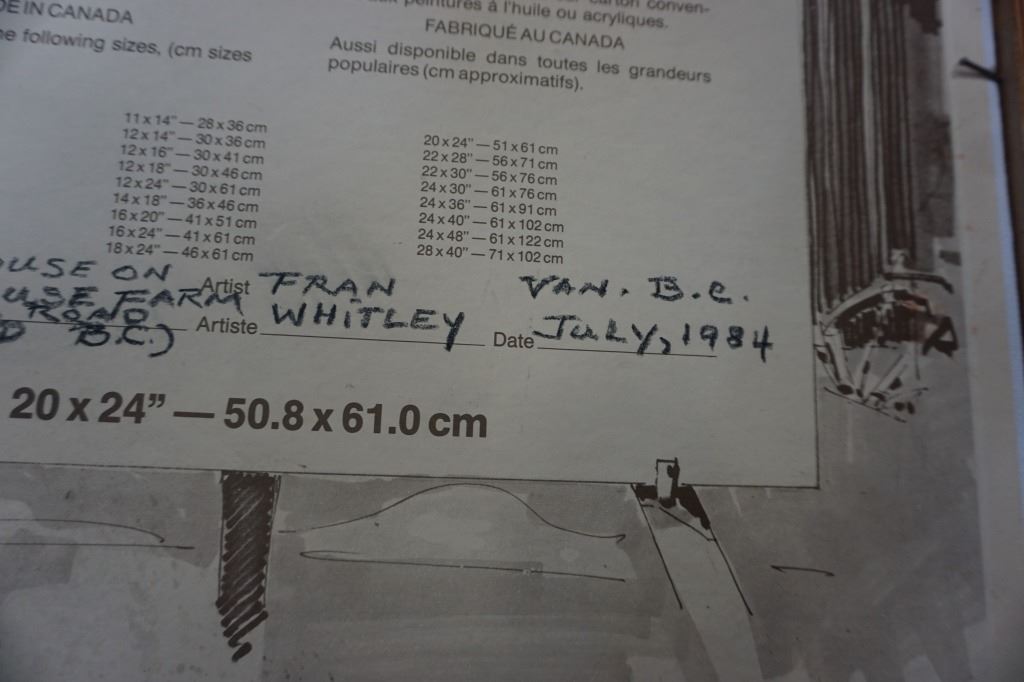 DE IN CANADA
following sizes, (cm sizes
carton conven-
peintures à l'huile ou acryliques.
FABRIQUÉ AU CANADA
Aussi disponible dans toutes les grandeurs
populaires (cm approximatifs).
11 x 14” — 28 x 36 cm
12 x 14” — 30 x 36 cm
12 x 16” — 30 x 41 cm
12 x 18” — 30 x 46 cm
12 x 24” — 30 x 61 cm
14 x 18” — 36 x 46 cm
16 x 20” — 41 x 51 cm
16 x 24” — 41 x 61 cm
18 x 24” — 46 x 61 cm
20 x 24” — 51 x 61 cm
22 x 28” — 56 x 71 cm
22 x 30” — 56 x 76 cm
24 x 30” — 61 x 76 cm
24 x 36” — 61 x 91 cm
24 x 40” — 61 x 102 cm
24 x 48” — 61 x 122 cm
28 x 40” — 71 x 102 cm
USE ON
USE FARM
ROAD
B.C.)
Artist FRAN
Artiste WHITLEY
VAN. B.C.
Date JULY, 1984
20 x 24” — 50.8 x 61.0 cm